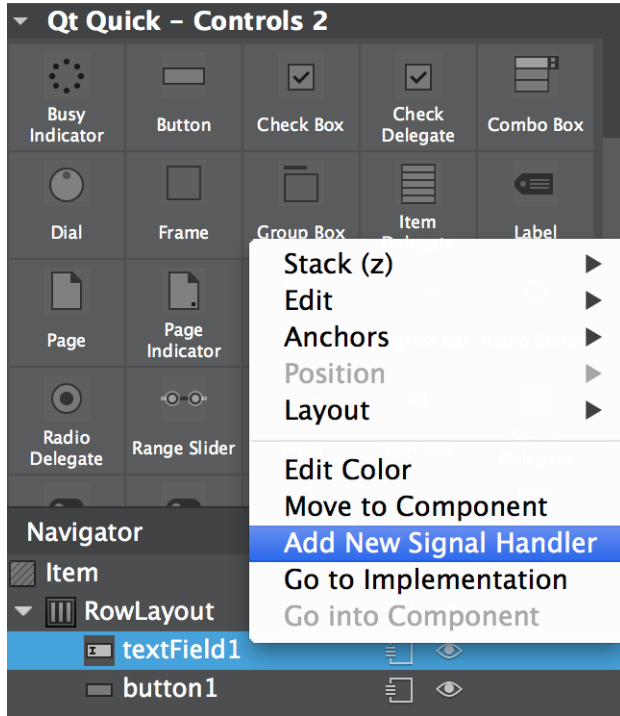 Qt Quick - Controls 2
Busy
Indicator
Button
Check Box
Check
Delegate
Combo Box
Dial
Frame
Group Box
Item
Label
Page
Page
Indicator
Radio
Delegate
Range Slider
Stack (z)
Edit
Anchors
Position
Layout
Edit Color
Move to Component
Add New Signal Handler
Go to Implementation
Go into Component
Navigator
Item
RowLayout
textField1
button1